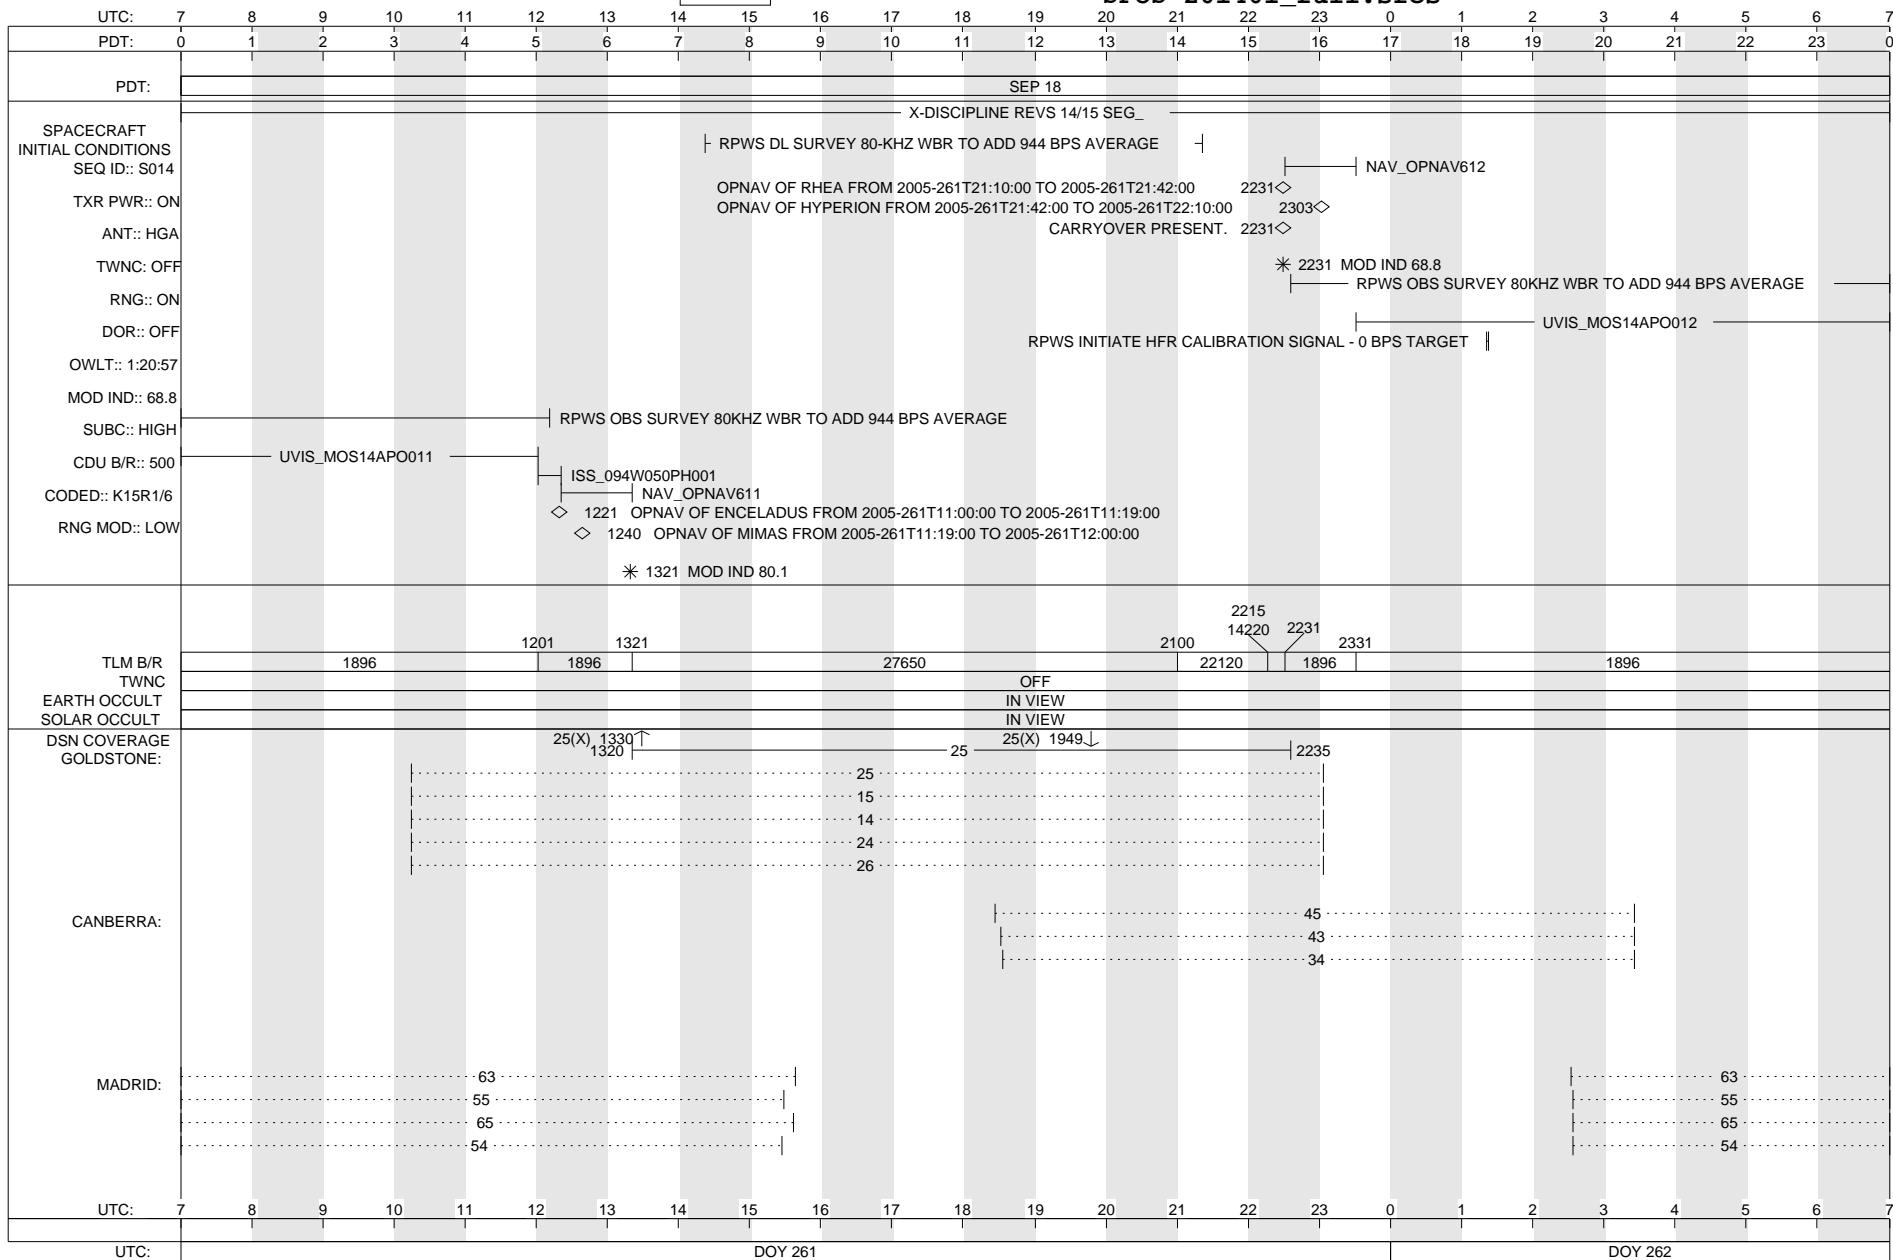 UTC: 7 8 9 10 11 12 13 14 15 16 17 18 19 20 21 22 23 0 1 2 3 4 5 6 7
PDT: 0 1 2 3 4 5 6 7 8 9 10 11 12 13 14 15 16 17 18 19 20 21 22 23 0
PDT: SEP 18
X-DISCIPLINE REVS 14/15 SEG_
SPACECRAFT
INITIAL CONDITIONS
RPWS DL SURVEY 80-KHZ WBR TO ADD 944 BPS AVERAGE
SEQ ID:: S014
NAV_OPNAV612
OPNAV OF RHEA FROM 2005-261T21:10:00 TO 2005-261T21:42:00 2231
TXR PWR:: ON
OPNAV OF HYPERION FROM 2005-261T21:42:00 TO 2005-261T22:10:00 2303
CARRYOVER PRESENT. 2231
ANT:: HGA
TWNC: OFF
2231 MOD IND 68.8
RPWS OBS SURVEY 80KHZ WBR TO ADD 944 BPS AVERAGE
RNG:: ON
UVIS_MOS14APO012
DOR:: OFF
RPWS INITIATE HFR CALIBRATION SIGNAL - 0 BPS TARGET
OWLT:: 1:20:57
MOD IND:: 68.8
RPWS OBS SURVEY 80KHZ WBR TO ADD 944 BPS AVERAGE
SUBC:: HIGH
UVIS_MOS14APO011
CDU B/R:: 500
ISS_094W050PH001
CODED:: K15R1/6
NAV_OPNAV611
1221 OPNAV OF ENCELADUS FROM 2005-261T11:00:00 TO 2005-261T11:19:00
RNG MOD:: LOW
1240 OPNAV OF MIMAS FROM 2005-261T11:19:00 TO 2005-261T12:00:00
1321 MOD IND 80.1
2215
14220 2231
1201 1321 2100 2331
TLM B/R 1896 1896 27650 22120 1896 1896
TWNC OFF
EARTH OCCULT IN VIEW
SOLAR OCCULT IN VIEW
DSN COVERAGE 25(X) 1330 25(X) 1949
GOLDSTONE: 1320 25 2235
25
15
14
24
26
CANBERRA: 45
43
34
MADRID: 63 63
55 55
65 65
54 54
UTC: 7 8 9 10 11 12 13 14 15 16 17 18 19 20 21 22 23 0 1 2 3 4 5 6 7
UTC: DOY 261 DOY 262